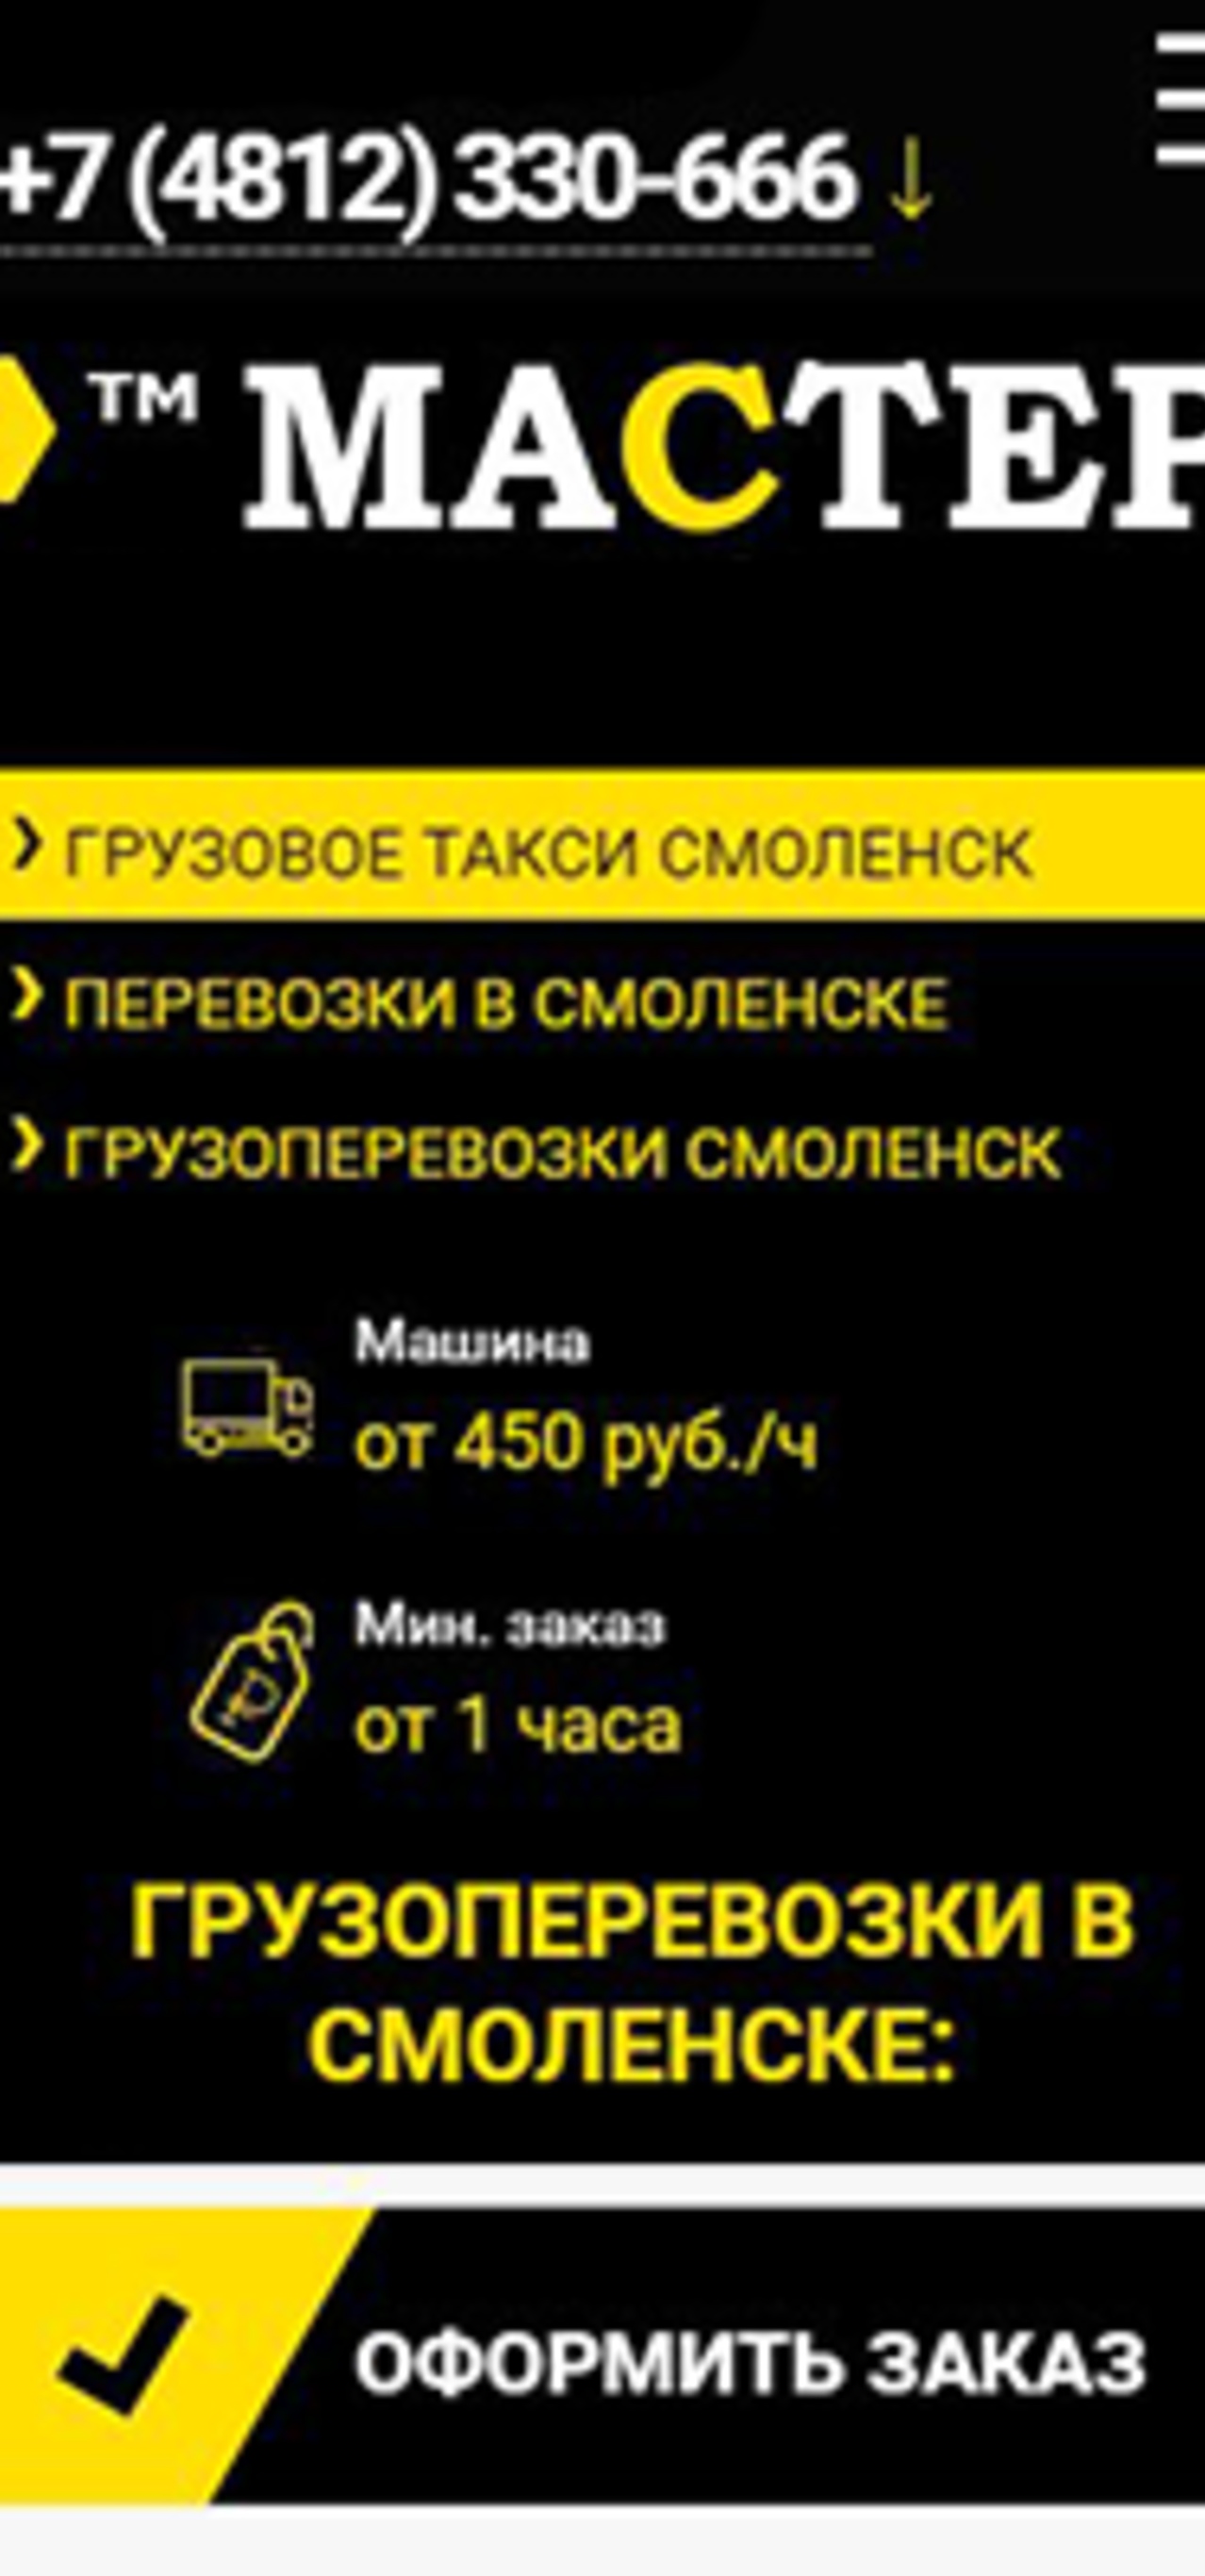 +7 (4812) 330-666 ↓
™ МАСТЕР
ГРУЗОВОЕ ТАКСИ СМОЛЕНСК
ПЕРЕВОЗКИ В СМОЛЕНСКЕ
ГРУЗОПЕРЕВОЗКИ СМОЛЕНСК
Машина
от 450 руб./ч
Мин. заказ
от 1 часа
ГРУЗОПЕРЕВОЗКИ В
СМОЛЕНСКЕ:
ОФОРМИТЬ ЗАКАЗ